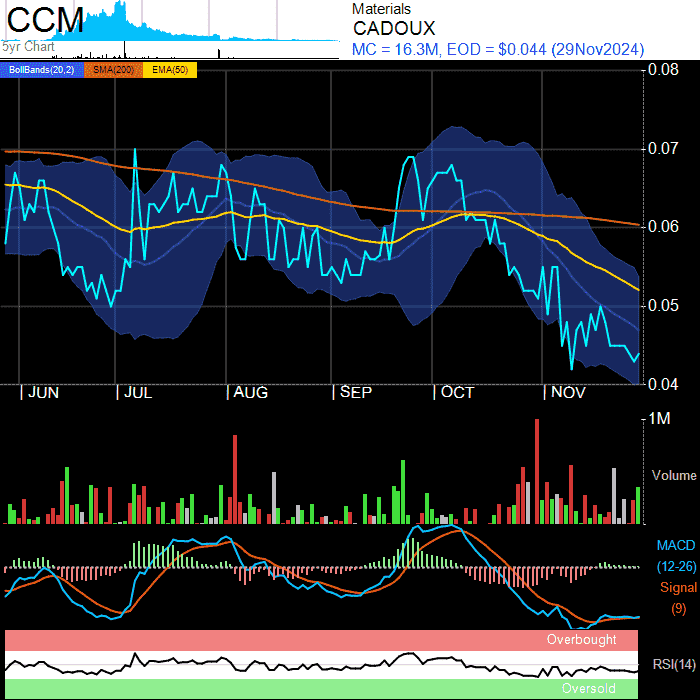 CCM
5yr Chart
Materials
CADOUX
MC = 16.3M, EOD = $0.044 (29Nov2024)
BollBands(20,2) SMA(200) EMA(50)
0.08
0.07
0.06
0.05
0.04
JUN JUL AUG SEP OCT NOV
1M
Volume
MACD
(12-26)
Signal
(9)
Overbought
RSI(14)
Oversold